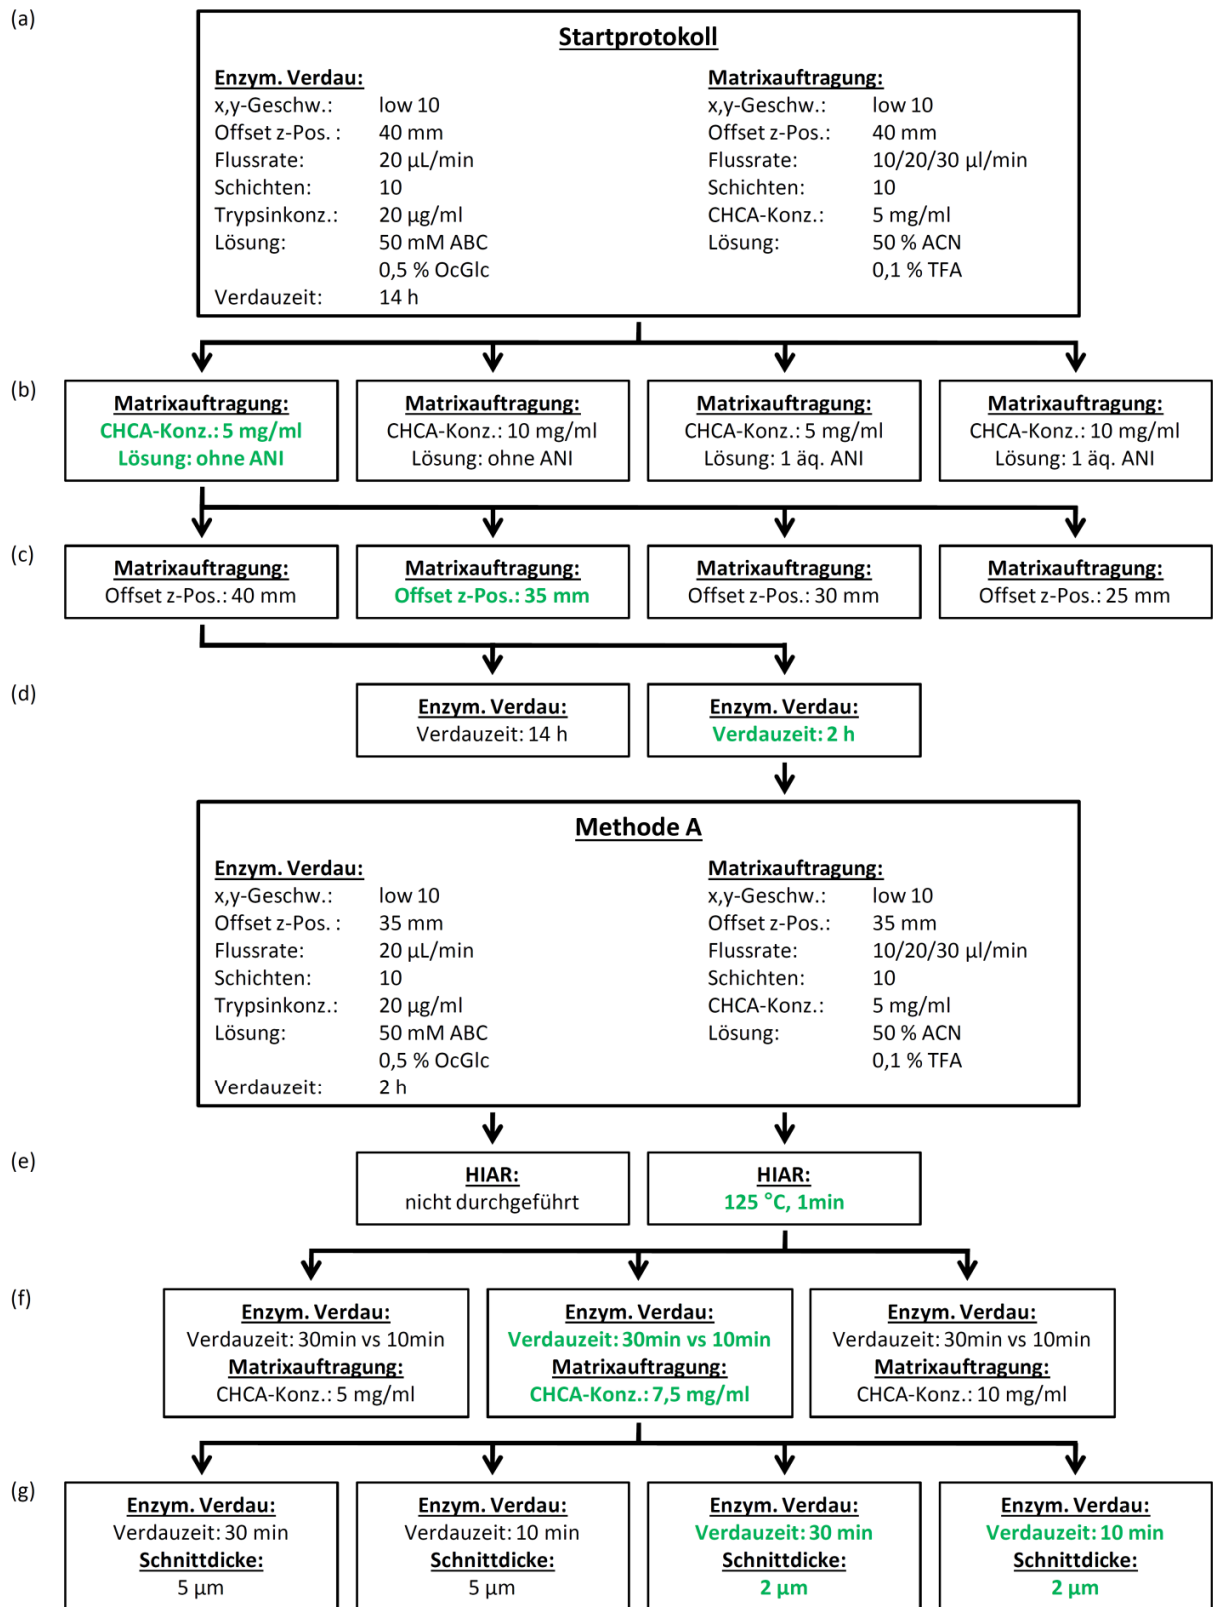 (a)
Startprotokoll
Enzym. Verdau:
x,y-Geschw.: low 10
Offset z-Pos. : 40 mm
Flussrate: 20 µL/min
Schichten: 10
Trypsinkonz.: 20 µg/ml
Lösung: 50 mM ABC
0,5 % OcGlc
Verdauzeit: 14 h
Matrixauftragung:
x,y-Geschw.: low 10
Offset z-Pos.: 40 mm
Flussrate: 10/20/30 µl/min
Schichten: 10
CHCA-Konz.: 5 mg/ml
Lösung: 50 % ACN
0,1 % TFA
(b)
Matrixauftragung:
CHCA-Konz.: 5 mg/ml
Lösung: ohne ANI
Matrixauftragung:
CHCA-Konz.: 10 mg/ml
Lösung: ohne ANI
Matrixauftragung:
CHCA-Konz.: 5 mg/ml
Lösung: 1 äq. ANI
Matrixauftragung:
CHCA-Konz.: 10 mg/ml
Lösung: 1 äq. ANI
(c)
Matrixauftragung:
Offset z-Pos.: 40 mm
Matrixauftragung:
Offset z-Pos.: 35 mm
Matrixauftragung:
Offset z-Pos.: 30 mm
Matrixauftragung:
Offset z-Pos.: 25 mm
(d)
Enzym. Verdau:
Verdauzeit: 14 h
Enzym. Verdau:
Verdauzeit: 2 h
Methode A
Enzym. Verdau:
x,y-Geschw.: low 10
Offset z-Pos. : 35 mm
Flussrate: 20 µL/min
Schichten: 10
Trypsinkonz.: 20 µg/ml
Lösung: 50 mM ABC
0,5 % OcGlc
Verdauzeit: 2 h
Matrixauftragung:
x,y-Geschw.: low 10
Offset z-Pos.: 35 mm
Flussrate: 10/20/30 µl/min
Schichten: 10
CHCA-Konz.: 5 mg/ml
Lösung: 50 % ACN
0,1 % TFA
(e)
HIAR:
nicht durchgeführt
HIAR:
125 °C, 1min
(f)
Enzym. Verdau:
Verdauzeit: 30min vs 10min
Matrixauftragung:
CHCA-Konz.: 5 mg/ml
Enzym. Verdau:
Verdauzeit: 30min vs 10min
Matrixauftragung:
CHCA-Konz.: 7,5 mg/ml
Enzym. Verdau:
Verdauzeit: 30min vs 10min
Matrixauftragung:
CHCA-Konz.: 10 mg/ml
(g)
Enzym. Verdau:
Verdauzeit: 30 min
Schnittdicke:
5 µm
Enzym. Verdau:
Verdauzeit: 10 min
Schnittdicke:
5 µm
Enzym. Verdau:
Verdauzeit: 30 min
Schnittdicke:
2 µm
Enzym. Verdau:
Verdauzeit: 10 min
Schnittdicke:
2 µm